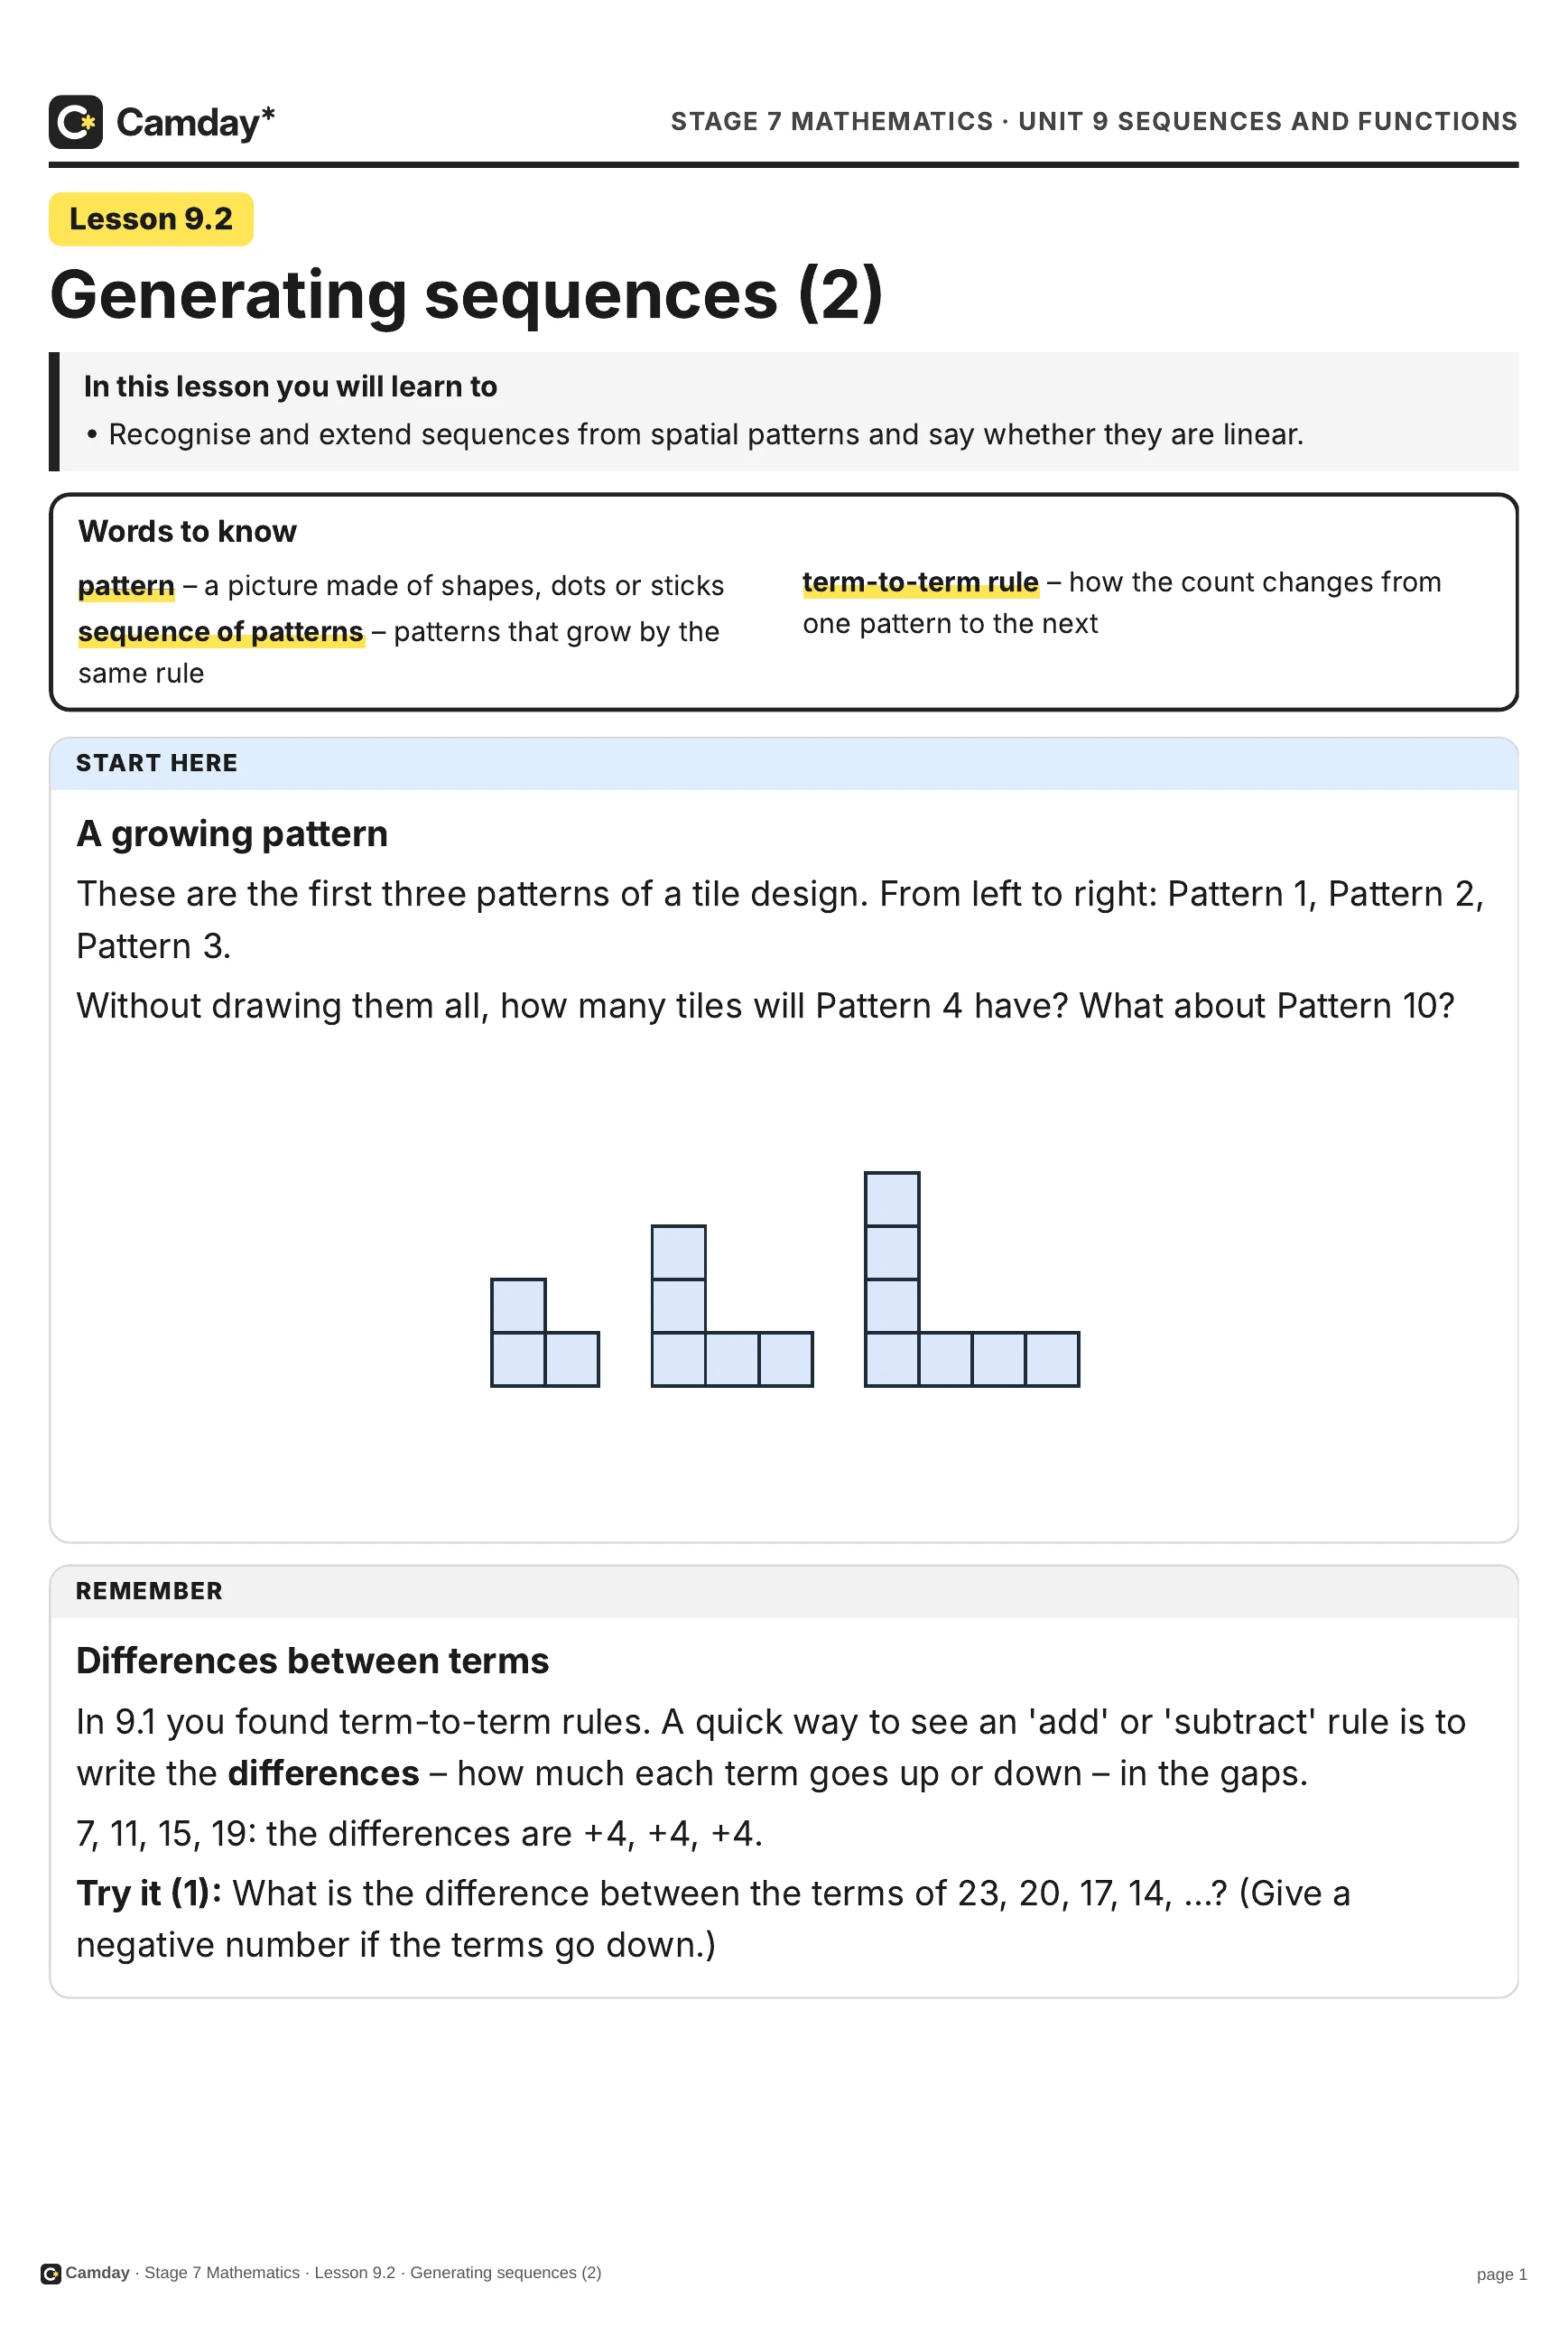 Camday*
STAGE 7 MATHEMATICS · UNIT 9 SEQUENCES AND FUNCTIONS
Lesson 9.2
Generating sequences (2)
In this lesson you will learn to
• Recognise and extend sequences from spatial patterns and say whether they are linear.
Words to know
pattern – a picture made of shapes, dots or sticks
sequence of patterns – patterns that grow by the
same rule
term-to-term rule – how the count changes from
one pattern to the next
START HERE
A growing pattern
These are the first three patterns of a tile design. From left to right: Pattern 1, Pattern 2,
Pattern 3.
Without drawing them all, how many tiles will Pattern 4 have? What about Pattern 10?
REMEMBER
Differences between terms
In 9.1 you found term-to-term rules. A quick way to see an 'add' or 'subtract' rule is to
write the differences – how much each term goes up or down – in the gaps.
7, 11, 15, 19: the differences are +4, +4, +4.
Try it (1): What is the difference between the terms of 23, 20, 17, 14, …? (Give a
negative number if the terms go down.)
Camday · Stage 7 Mathematics · Lesson 9.2 · Generating sequences (2)
page 1